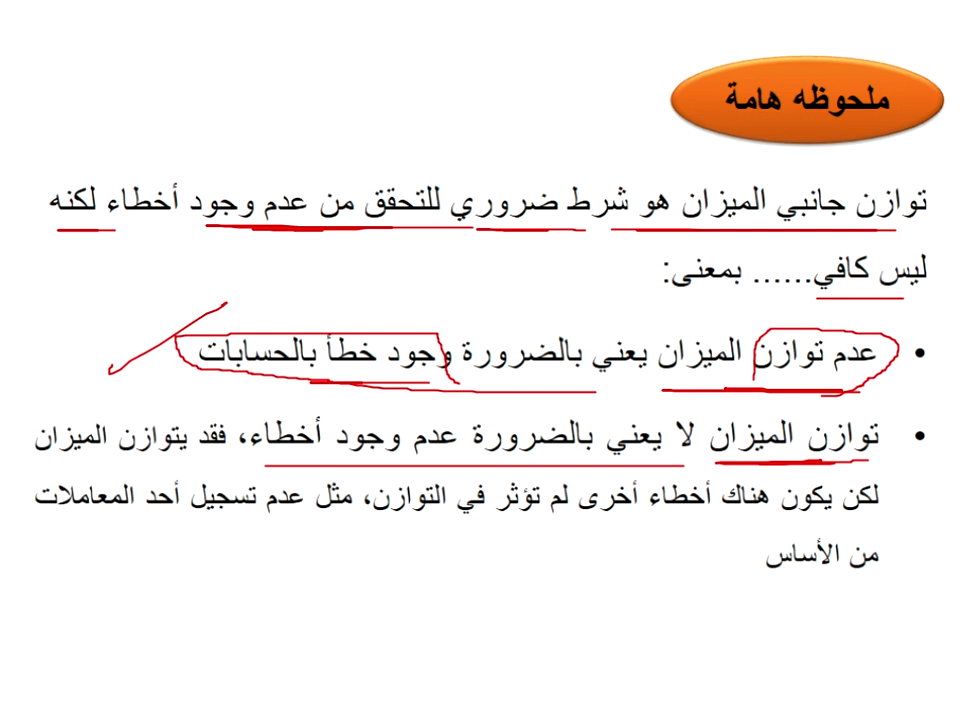 ملحوظه هامة
توازن جانبي الميزان هو شرط ضروري للتحقق من عدم وجود أخطاء لكنه
ليس كافي...... بمعنى:
• عدم توازن الميزان يعني بالضرورة وجود خطأ بالحسابات
• توازن الميزان لا يعني بالضرورة عدم وجود أخطاء، فقد يتوازن الميزان
لكن يكون هناك أخطاء أخرى لم تؤثر في التوازن، مثل عدم تسجيل أحد المعاملات
من الأساس